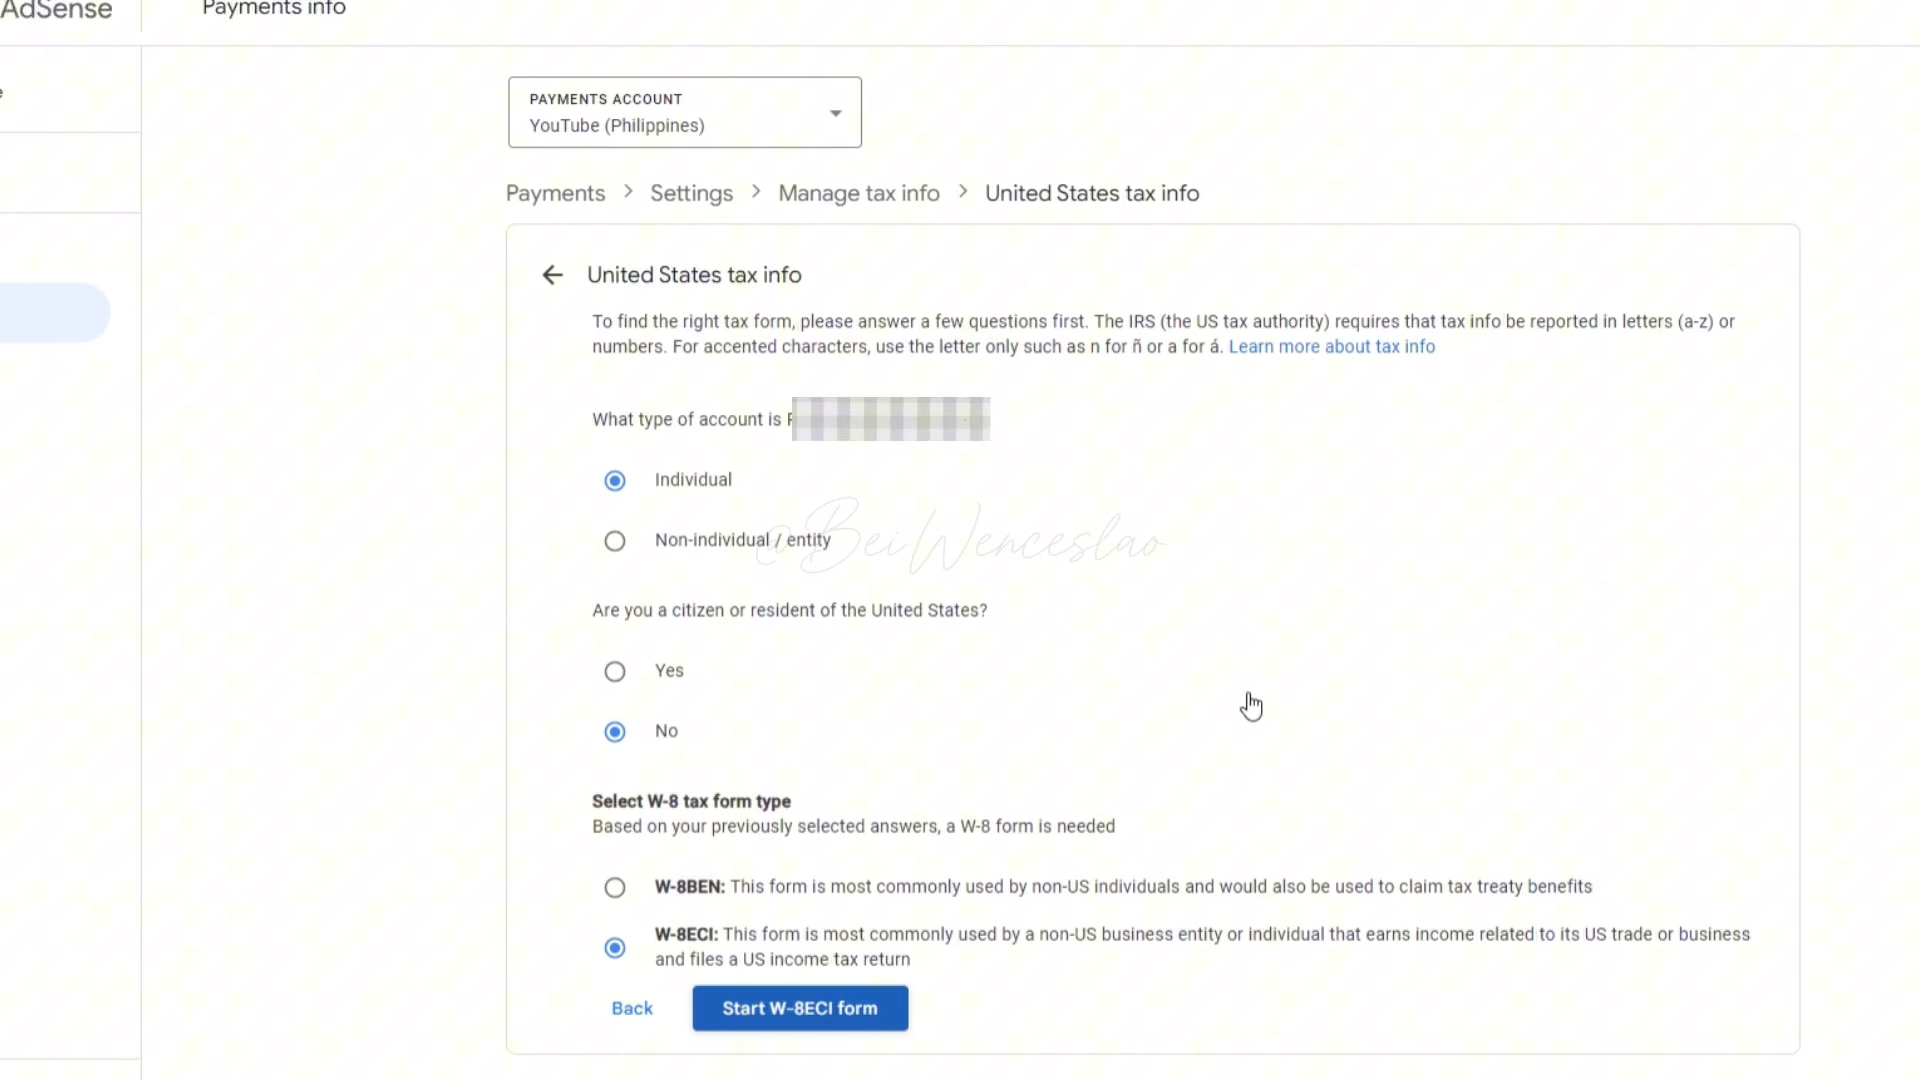 AdSense
Payments info
e
PAYMENTS ACCOUNT
YouTube (Philippines)
Payments > Settings > Manage tax info > United States tax info
United States tax info
To find the right tax form, please answer a few questions first. The IRS (the US tax authority) requires that tax info be reported in letters (a-z) or
numbers. For accented characters, use the letter only such as n for ñ or a for á. Learn more about tax info
What type of account is
Individual
Non-individual / entity
@BeiWenceslao
Are you a citizen or resident of the United States?
Yes
No
Select W-8 tax form type
Based on your previously selected answers, a W-8 form is needed
W-8BEN: This form is most commonly used by non-US individuals and would also be used to claim tax treaty benefits
W-8ECI: This form is most commonly used by a non-US business entity or individual that earns income related to its US trade or business
and files a US income tax return
Back
Start W-8ECI form